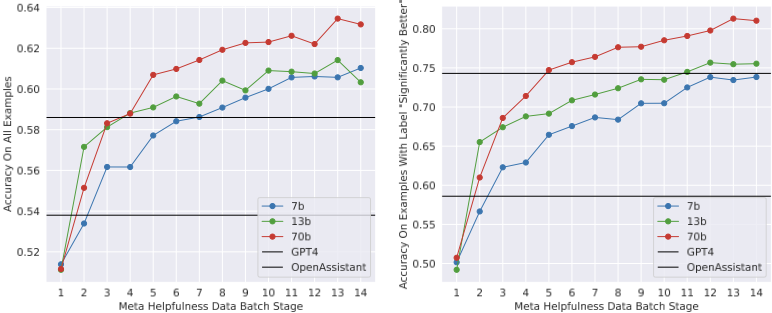 Accuracy On All Examples
0.64
0.62
0.60
0.58
0.56
0.54
0.52
7b
13b
70b
GPT4
OpenAssistant
1 2 3 4 5 6 7 8 9 10 11 12 13 14
Meta Helpfulness Data Batch Stage
Accuracy On Examples With Label "Significantly Better"
0.80
0.75
0.70
0.65
0.60
0.55
0.50
7b
13b
70b
GPT4
OpenAssistant
1 2 3 4 5 6 7 8 9 10 11 12 13 14
Meta Helpfulness Data Batch Stage